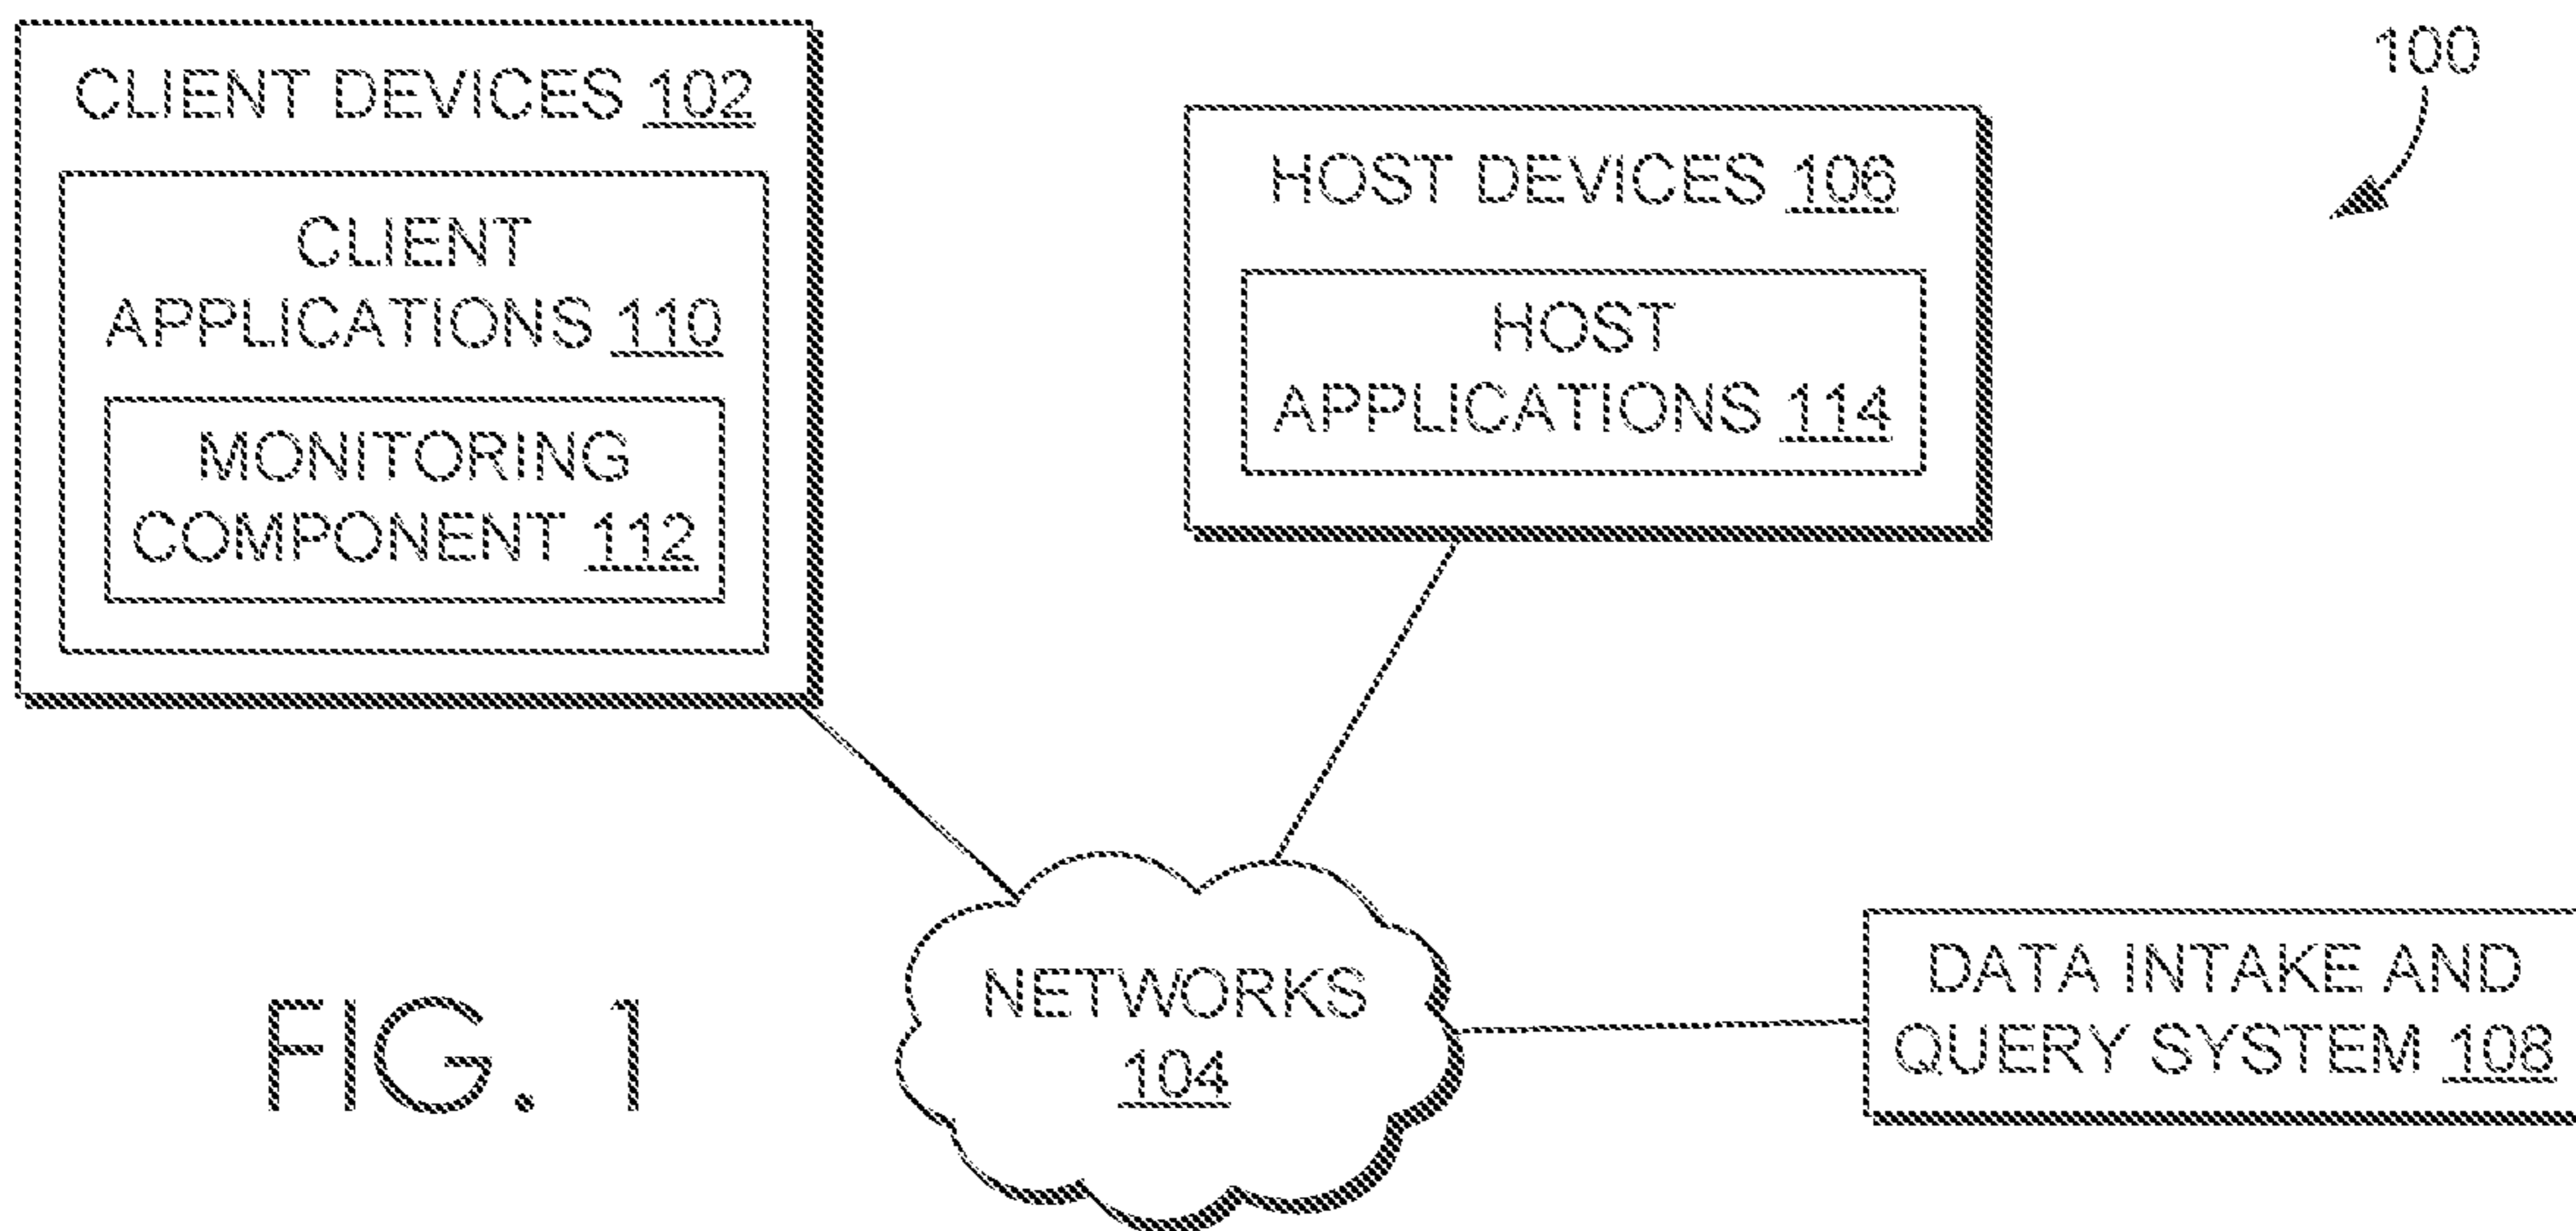 CLIENT DEVICES 102
CLIENT
APPLICATIONS 110
MONITORING
COMPONENT 112
HOST DEVICES 106
HOST
APPLICATIONS 114
100
NETWORKS
104
DATA INTAKE AND
QUERY SYSTEM 108
FIG. 1